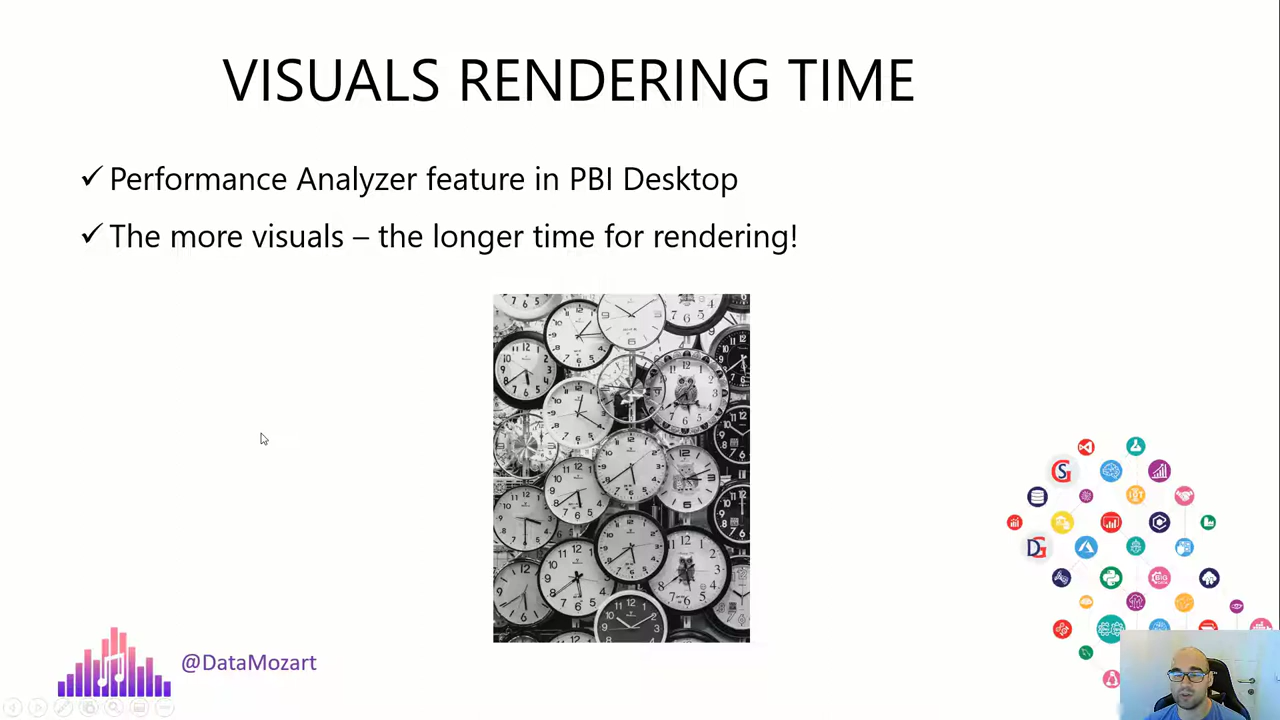 VISUALS RENDERING TIME
✓ Performance Analyzer feature in PBI Desktop
✓ The more visuals – the longer time for rendering!
@DataMozart